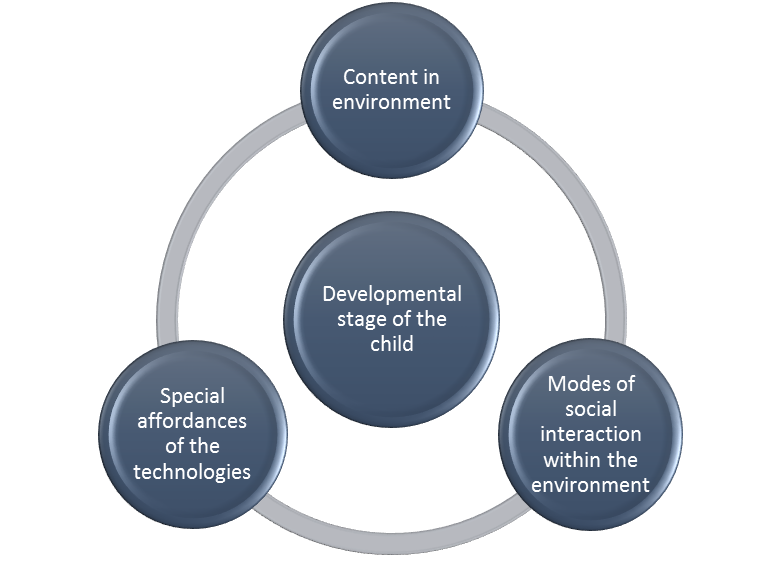 Content in
environment
Developmental
stage of the
child
Special
affordances
of the
technologies
Modes of
social
interaction
within the
environment